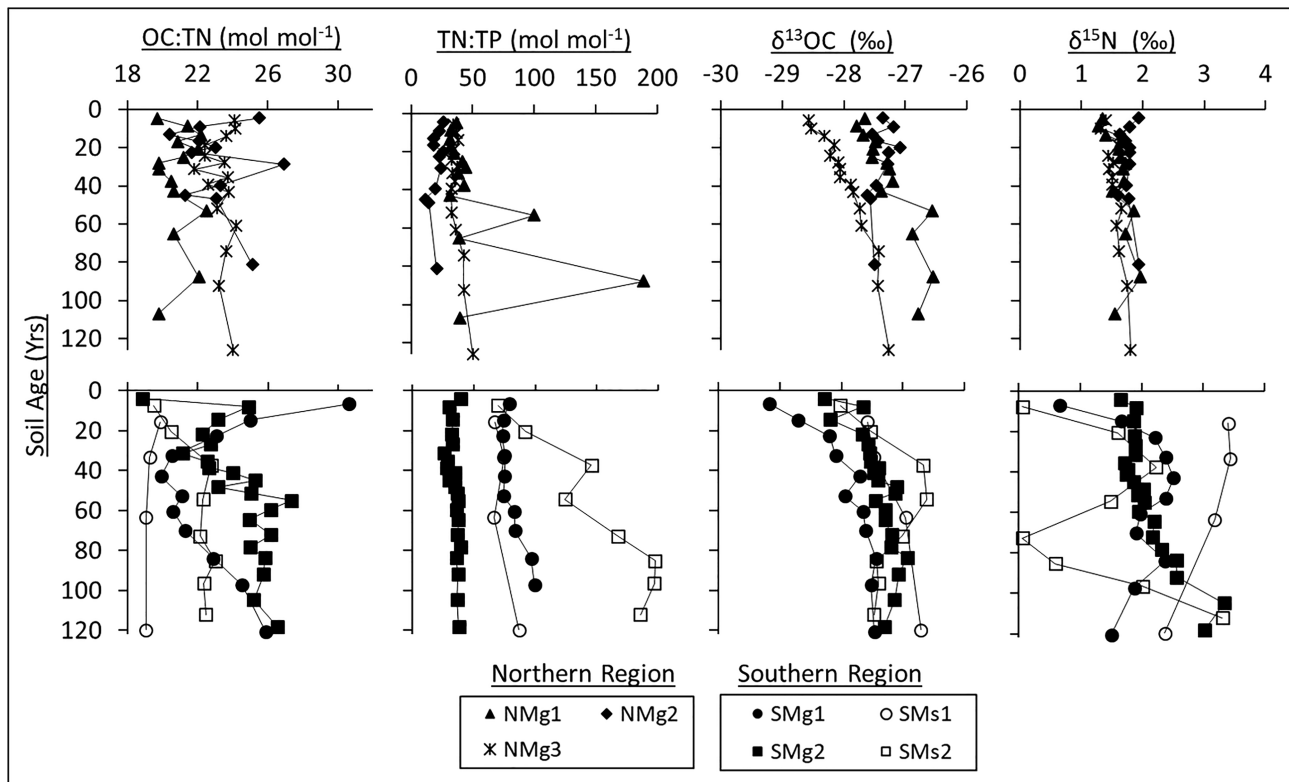 OC:TN (mol mol-1) TN:TP (mol mol-1) δ13OC (‰) δ15N (‰)
18 22 26 30 0 50 100 150 200 -30 -29 -28 -27 -26 0 1 2 3 4
0
20
40
60
80
100
120
Soil Age (Yrs)
0
20
40
60
80
100
120
Northern Region Southern Region
NMg1 NMg2 SMg1 SMs1
NMg3 SMg2 SMs2